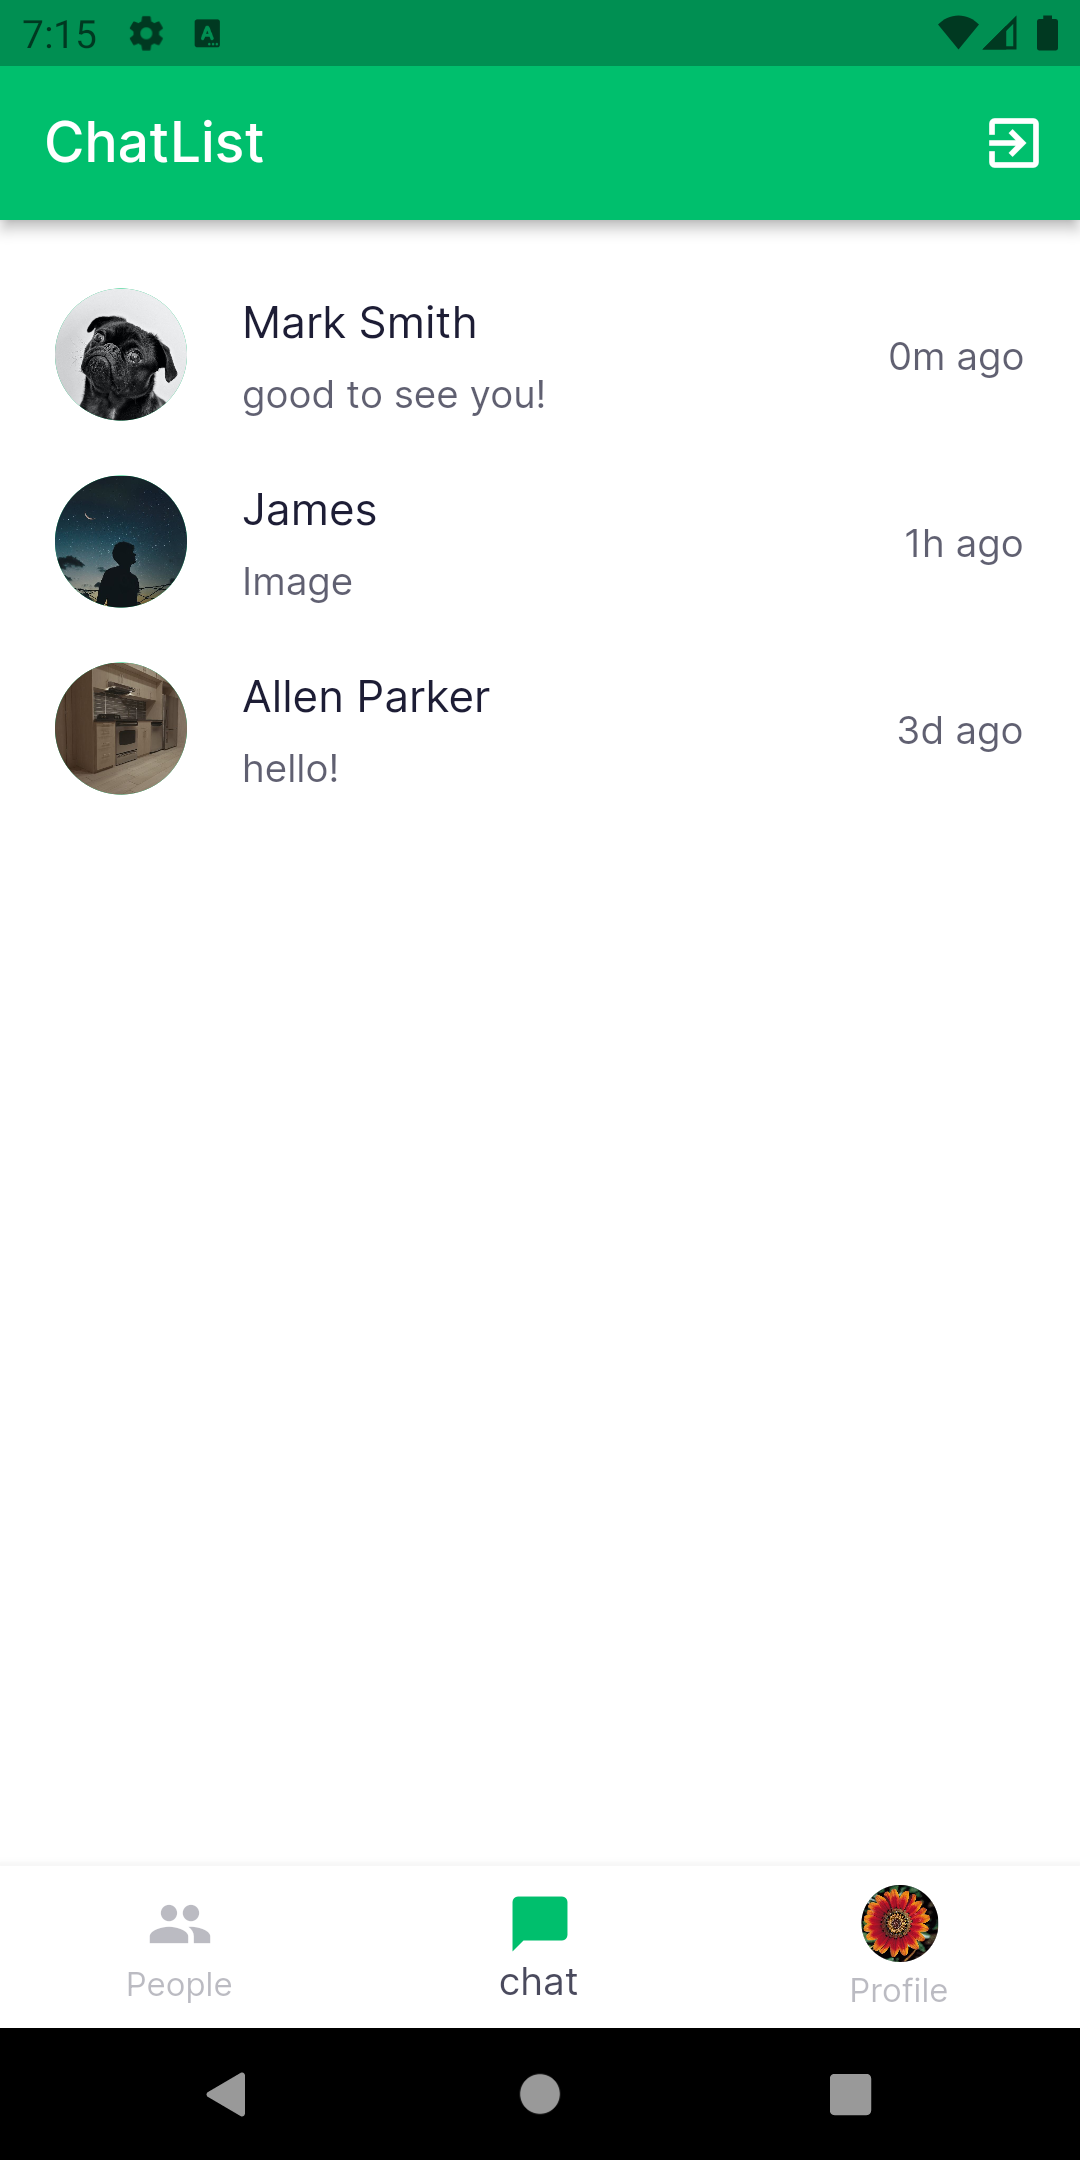 7:15
ChatList
Mark Smith
good to see you!
0m ago
James
Image
1h ago
Allen Parker
hello!
3d ago
People
chat
Profile